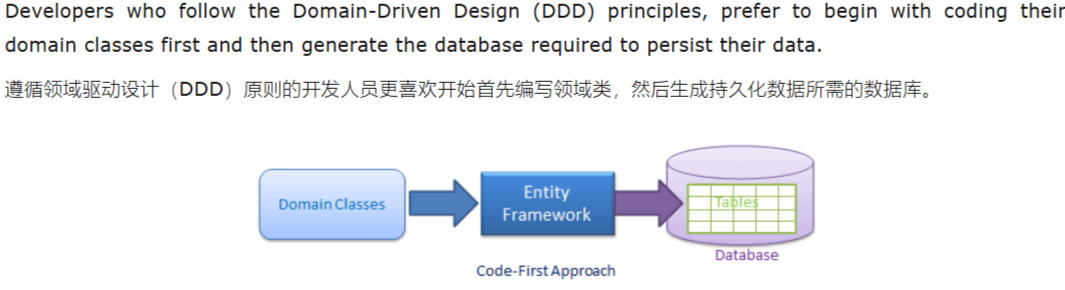 Developers who follow the Domain-Driven Design (DDD) principles, prefer to begin with coding their
domain classes first and then generate the database required to persist their data.
遵循领域驱动设计（DDD）原则的开发人员更喜欢开始首先编写领域类，然后生成持久化数据所需的数据库。
Domain Classes
Entity
Framework
Tables
Database
Code-First Approach